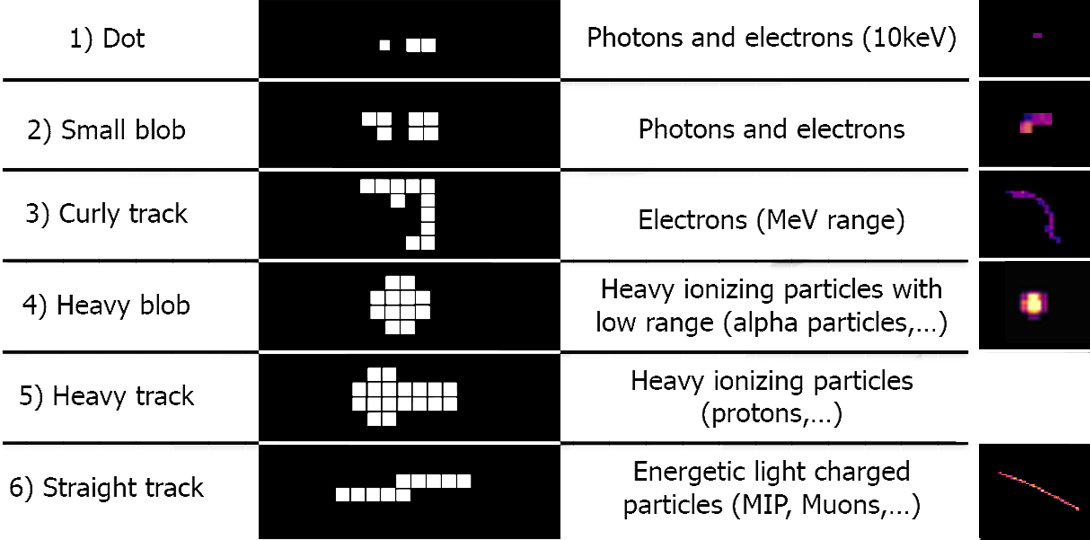 1) Dot
Photons and electrons (10keV)
2) Small blob
Photons and electrons
3) Curly track
Electrons (MeV range)
4) Heavy blob
Heavy ionizing particles with
low range (alpha particles,...)
5) Heavy track
Heavy ionizing particles
(protons,...)
6) Straight track
Energetic light charged
particles (MIP, Muons,...)